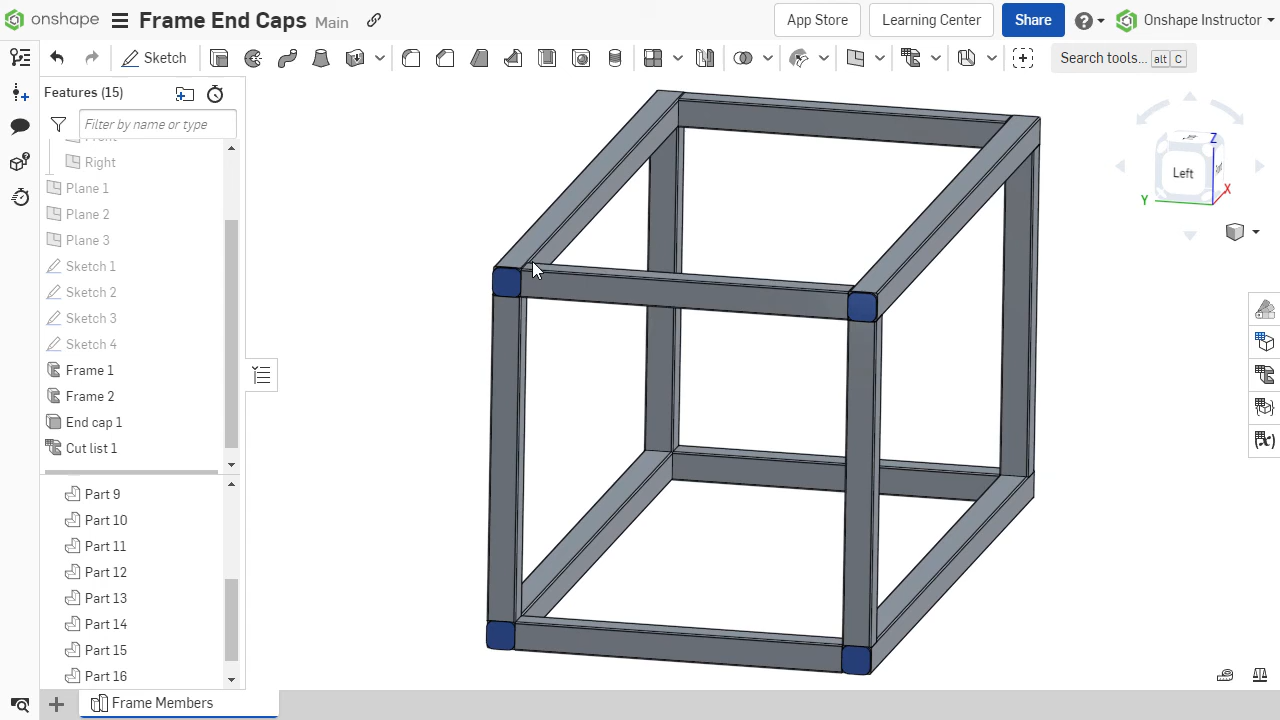 onshape Frame End Caps Main App Store Learning Center Share Onshape Instructor
Sketch Search tools... alt C
Features (15)
Filter by name or type
Right
Plane 1
Plane 2
Plane 3
Sketch 1
Sketch 2
Sketch 3
Sketch 4
Frame 1
Frame 2
End cap 1
Cut list 1
Part 9
Part 10
Part 11
Part 12
Part 13
Part 14
Part 15
Part 16
Z
Left
X
Y
Frame Members